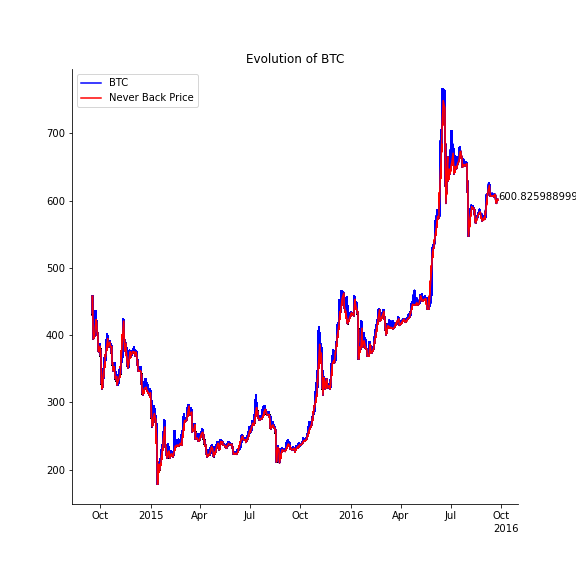 Evolution of BTC
BTC
Never Back Price
700
600
500
400
300
200
600.825988999
Oct
2015
Apr
Jul
Oct
2016
Apr
Jul
Oct
2016